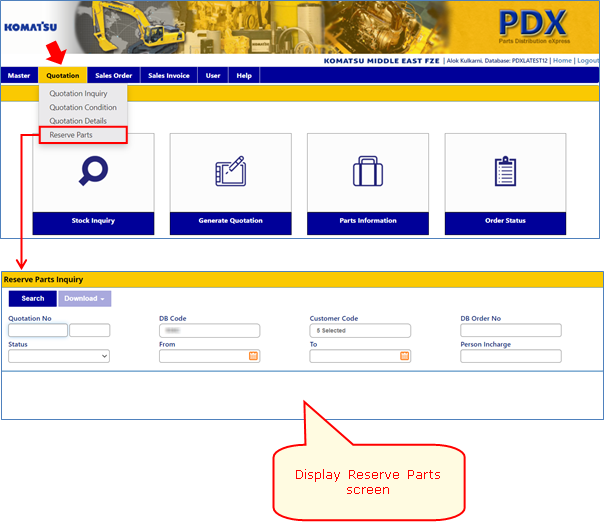 KOMATSU
PDX
Parts Distribution eXpress
KOMATSU MIDDLE EAST FZE | Alok Kulkarni, Database: PDXLATEST12 | Home | Logout
Master Quotation Sales Order Sales Invoice User Help
Quotation Inquiry
Quotation Condition
Quotation Details
Reserve Parts
Stock Inquiry Generate Quotation Parts Information Order Status
Reserve Parts Inquiry
Search Download
Quotation No DB Code Customer Code DB Order No
5 Selected
Status From To Person Incharge
Display Reserve Parts
screen